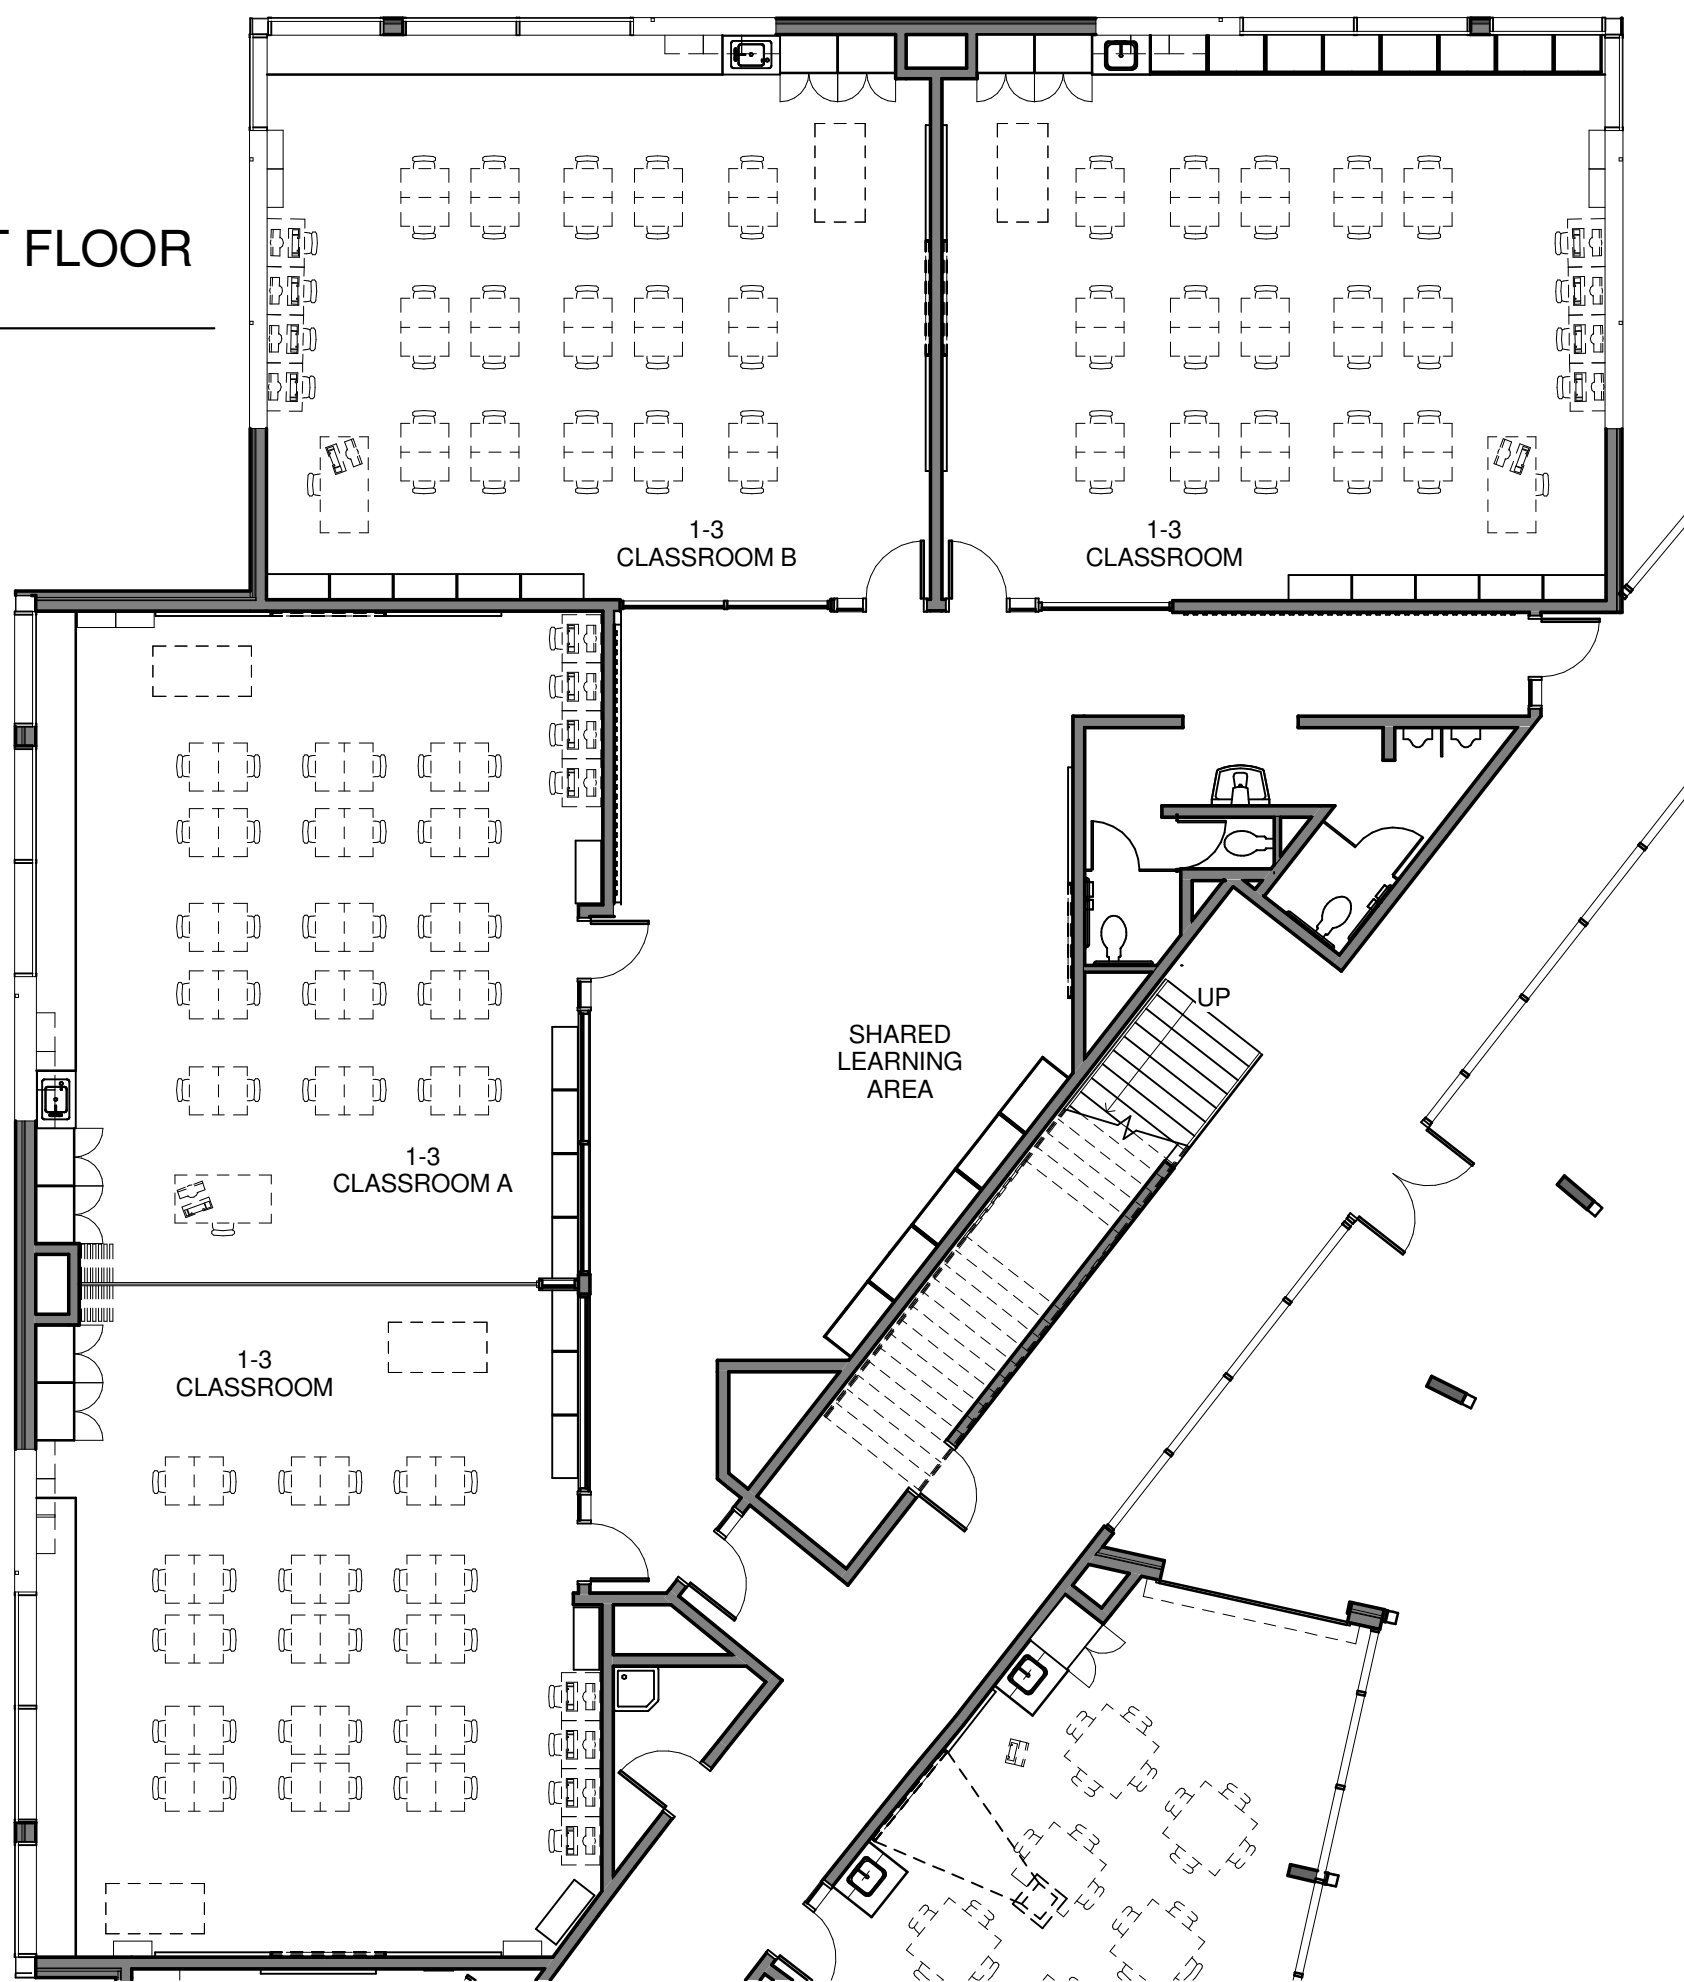 T FLOOR
1-3
CLASSROOM B
1-3
CLASSROOM
1-3
CLASSROOM A
UP
SHARED
LEARNING
AREA
1-3
CLASSROOM